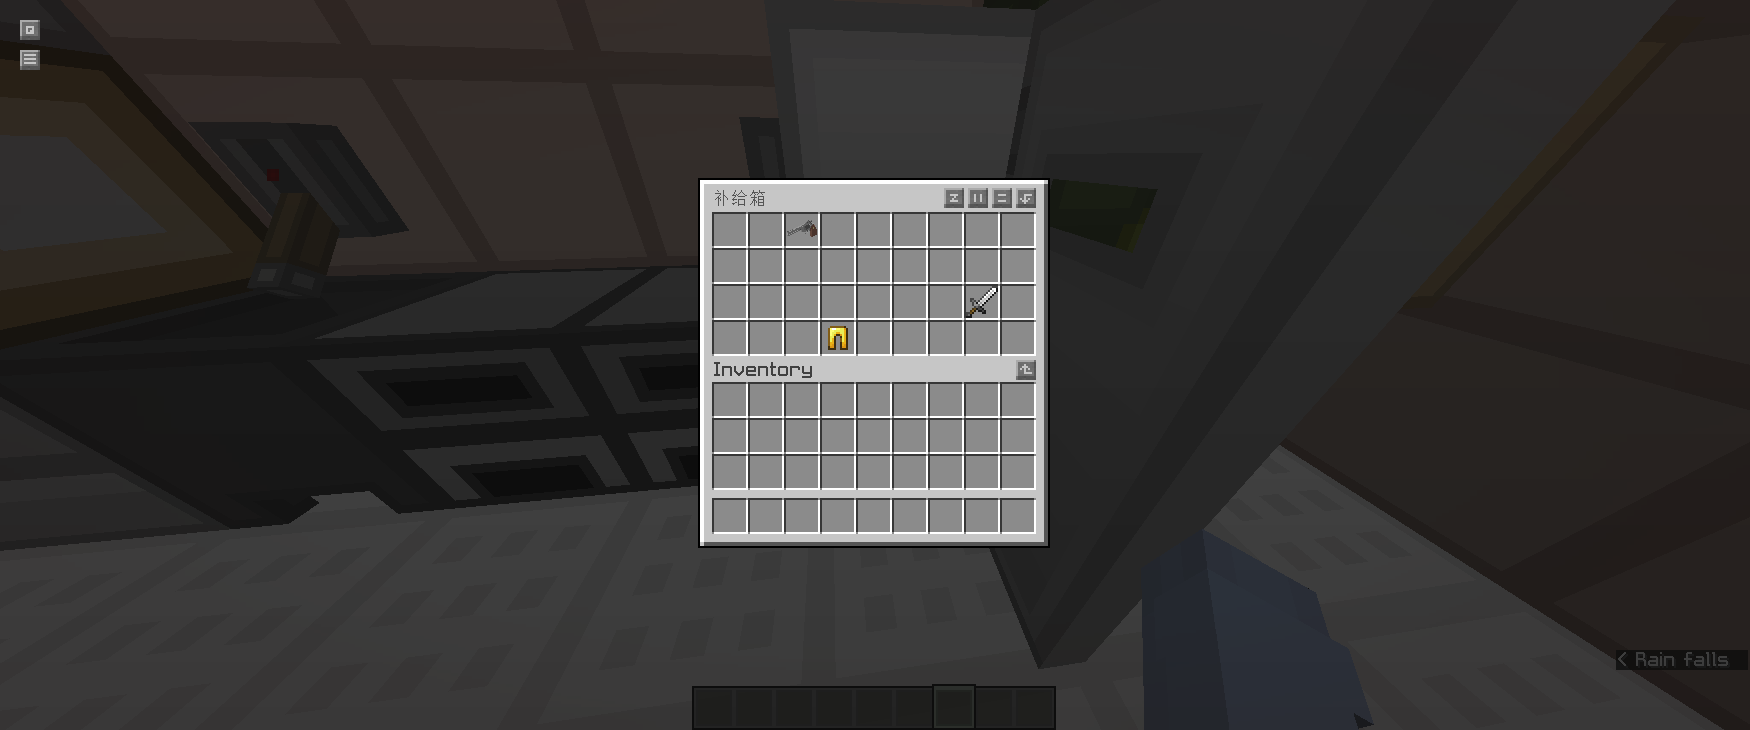 补给箱
Inventory
< Rain falls